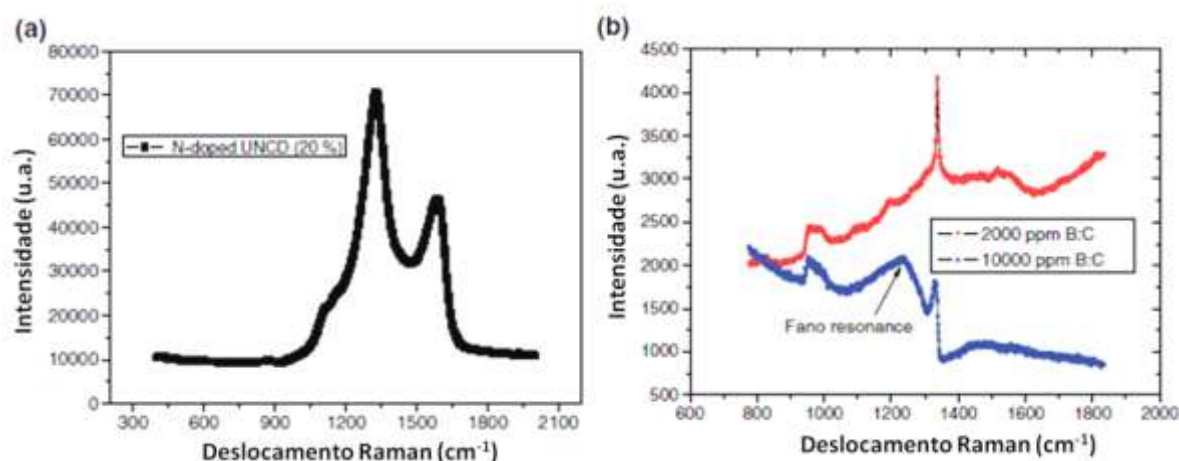 (a)
80000
70000
60000
50000
40000
30000
20000
10000
0
Intensidade (u.a.)
N-doped UNCD (20 %)
300 600 900 1200 1500 1800 2100
Deslocamento Raman (cm⁻¹)
(b)
4500
4000
3500
3000
2500
2000
1500
1000
500
Intensidade (u.a.)
2000 ppm B:C
10000 ppm B:C
Fano resonance
600 800 1000 1200 1400 1600 1800 2000
Deslocamento Raman (cm⁻¹)